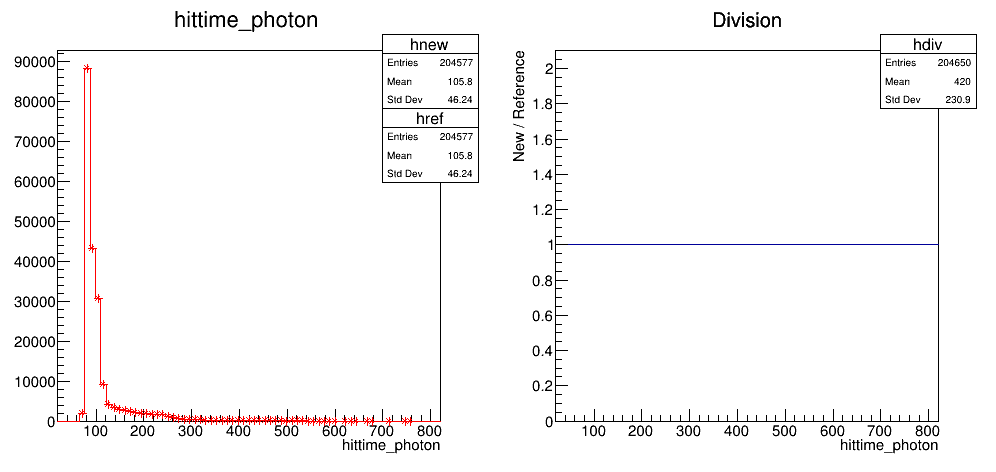 hittime_photon
hnew
Entries 204577
Mean 105.8
Std Dev 46.24
href
Entries 204577
Mean 105.8
Std Dev 46.24
90000
80000
70000
60000
50000
40000
30000
20000
10000
0
100 200 300 400 500 600 700 800
hittime_photon
Division
hdiv
Entries 204650
Mean 420
Std Dev 230.9
New / Reference
2
1.8
1.6
1.4
1.2
1
0.8
0.6
0.4
0.2
0
100 200 300 400 500 600 700 800
hittime_photon